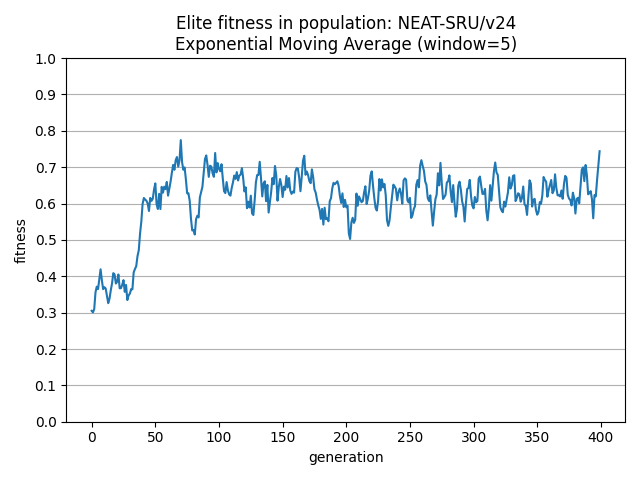 Elite fitness in population: NEAT-SRU/v24
Exponential Moving Average (window=5)
1.0
0.9
0.8
0.7
0.6
0.5
0.4
0.3
0.2
0.1
0.0
fitness
0 50 100 150 200 250 300 350 400
generation